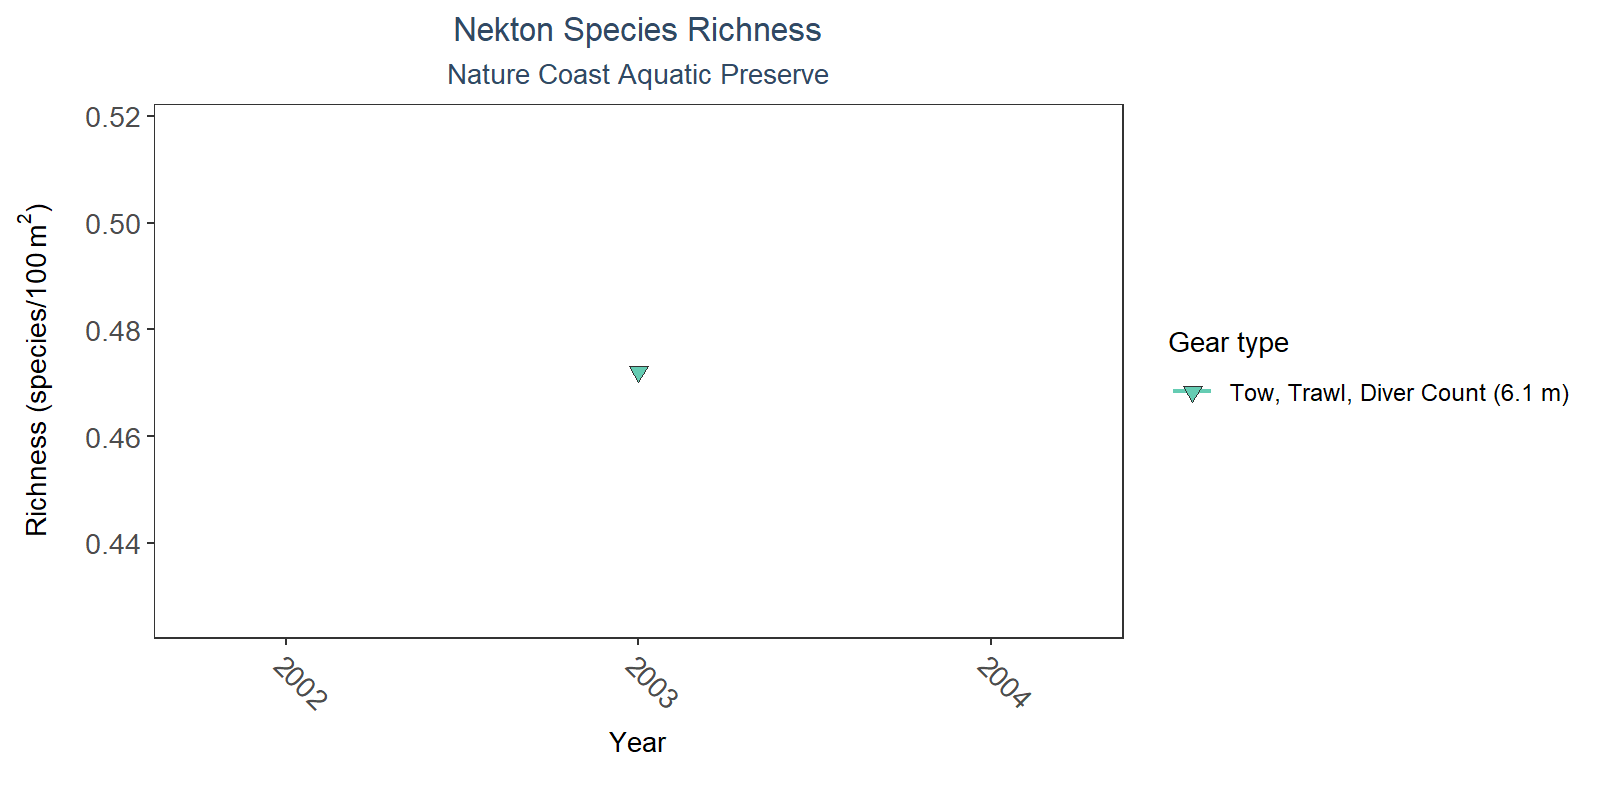 Nekton Species Richness
Nature Coast Aquatic Preserve
0.52
0.50
0.48
0.46
0.44
Richness (species/100 m²)
2002
2003
2004
Year
Gear type
Tow, Trawl, Diver Count (6.1 m)